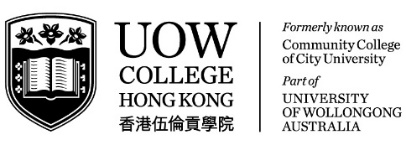 UOW
COLLEGE
HONG KONG
香港伍倫貢學院
Formerly known as
Community College
of City University
Part of
UNIVERSITY
OF WOLLONGONG
AUSTRALIA